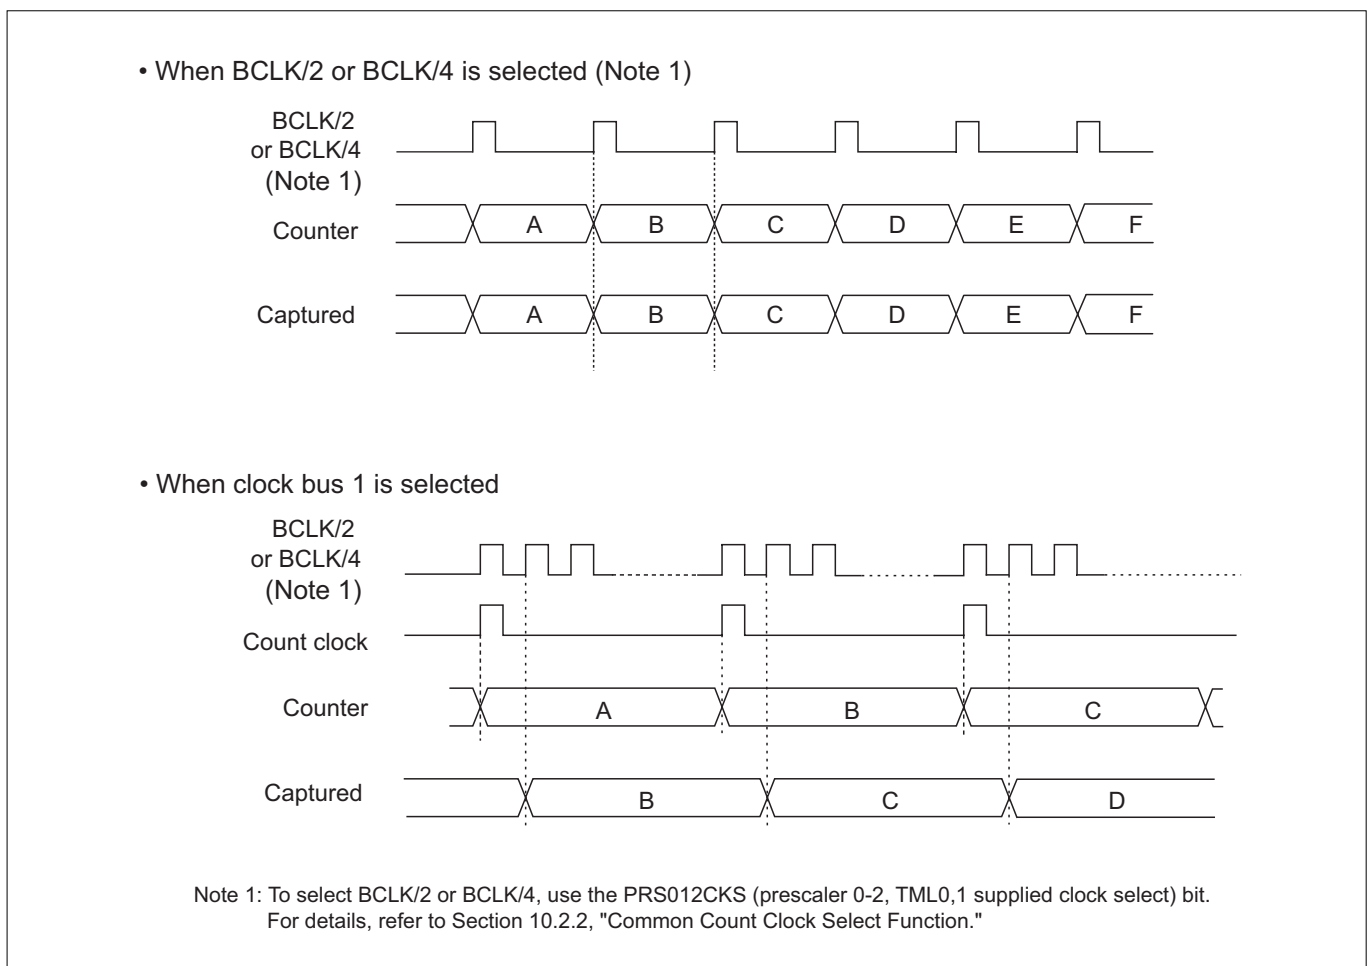 • When BCLK/2 or BCLK/4 is selected (Note 1)
BCLK/2
or BCLK/4
(Note 1)
Counter
A B C D E F
Captured
A B C D E F
• When clock bus 1 is selected
BCLK/2
or BCLK/4
(Note 1)
Count clock
Counter
A B C
Captured
B C D
Note 1: To select BCLK/2 or BCLK/4, use the PRS012CKS (prescaler 0-2, TML0,1 supplied clock select) bit.
For details, refer to Section 10.2.2, "Common Count Clock Select Function."